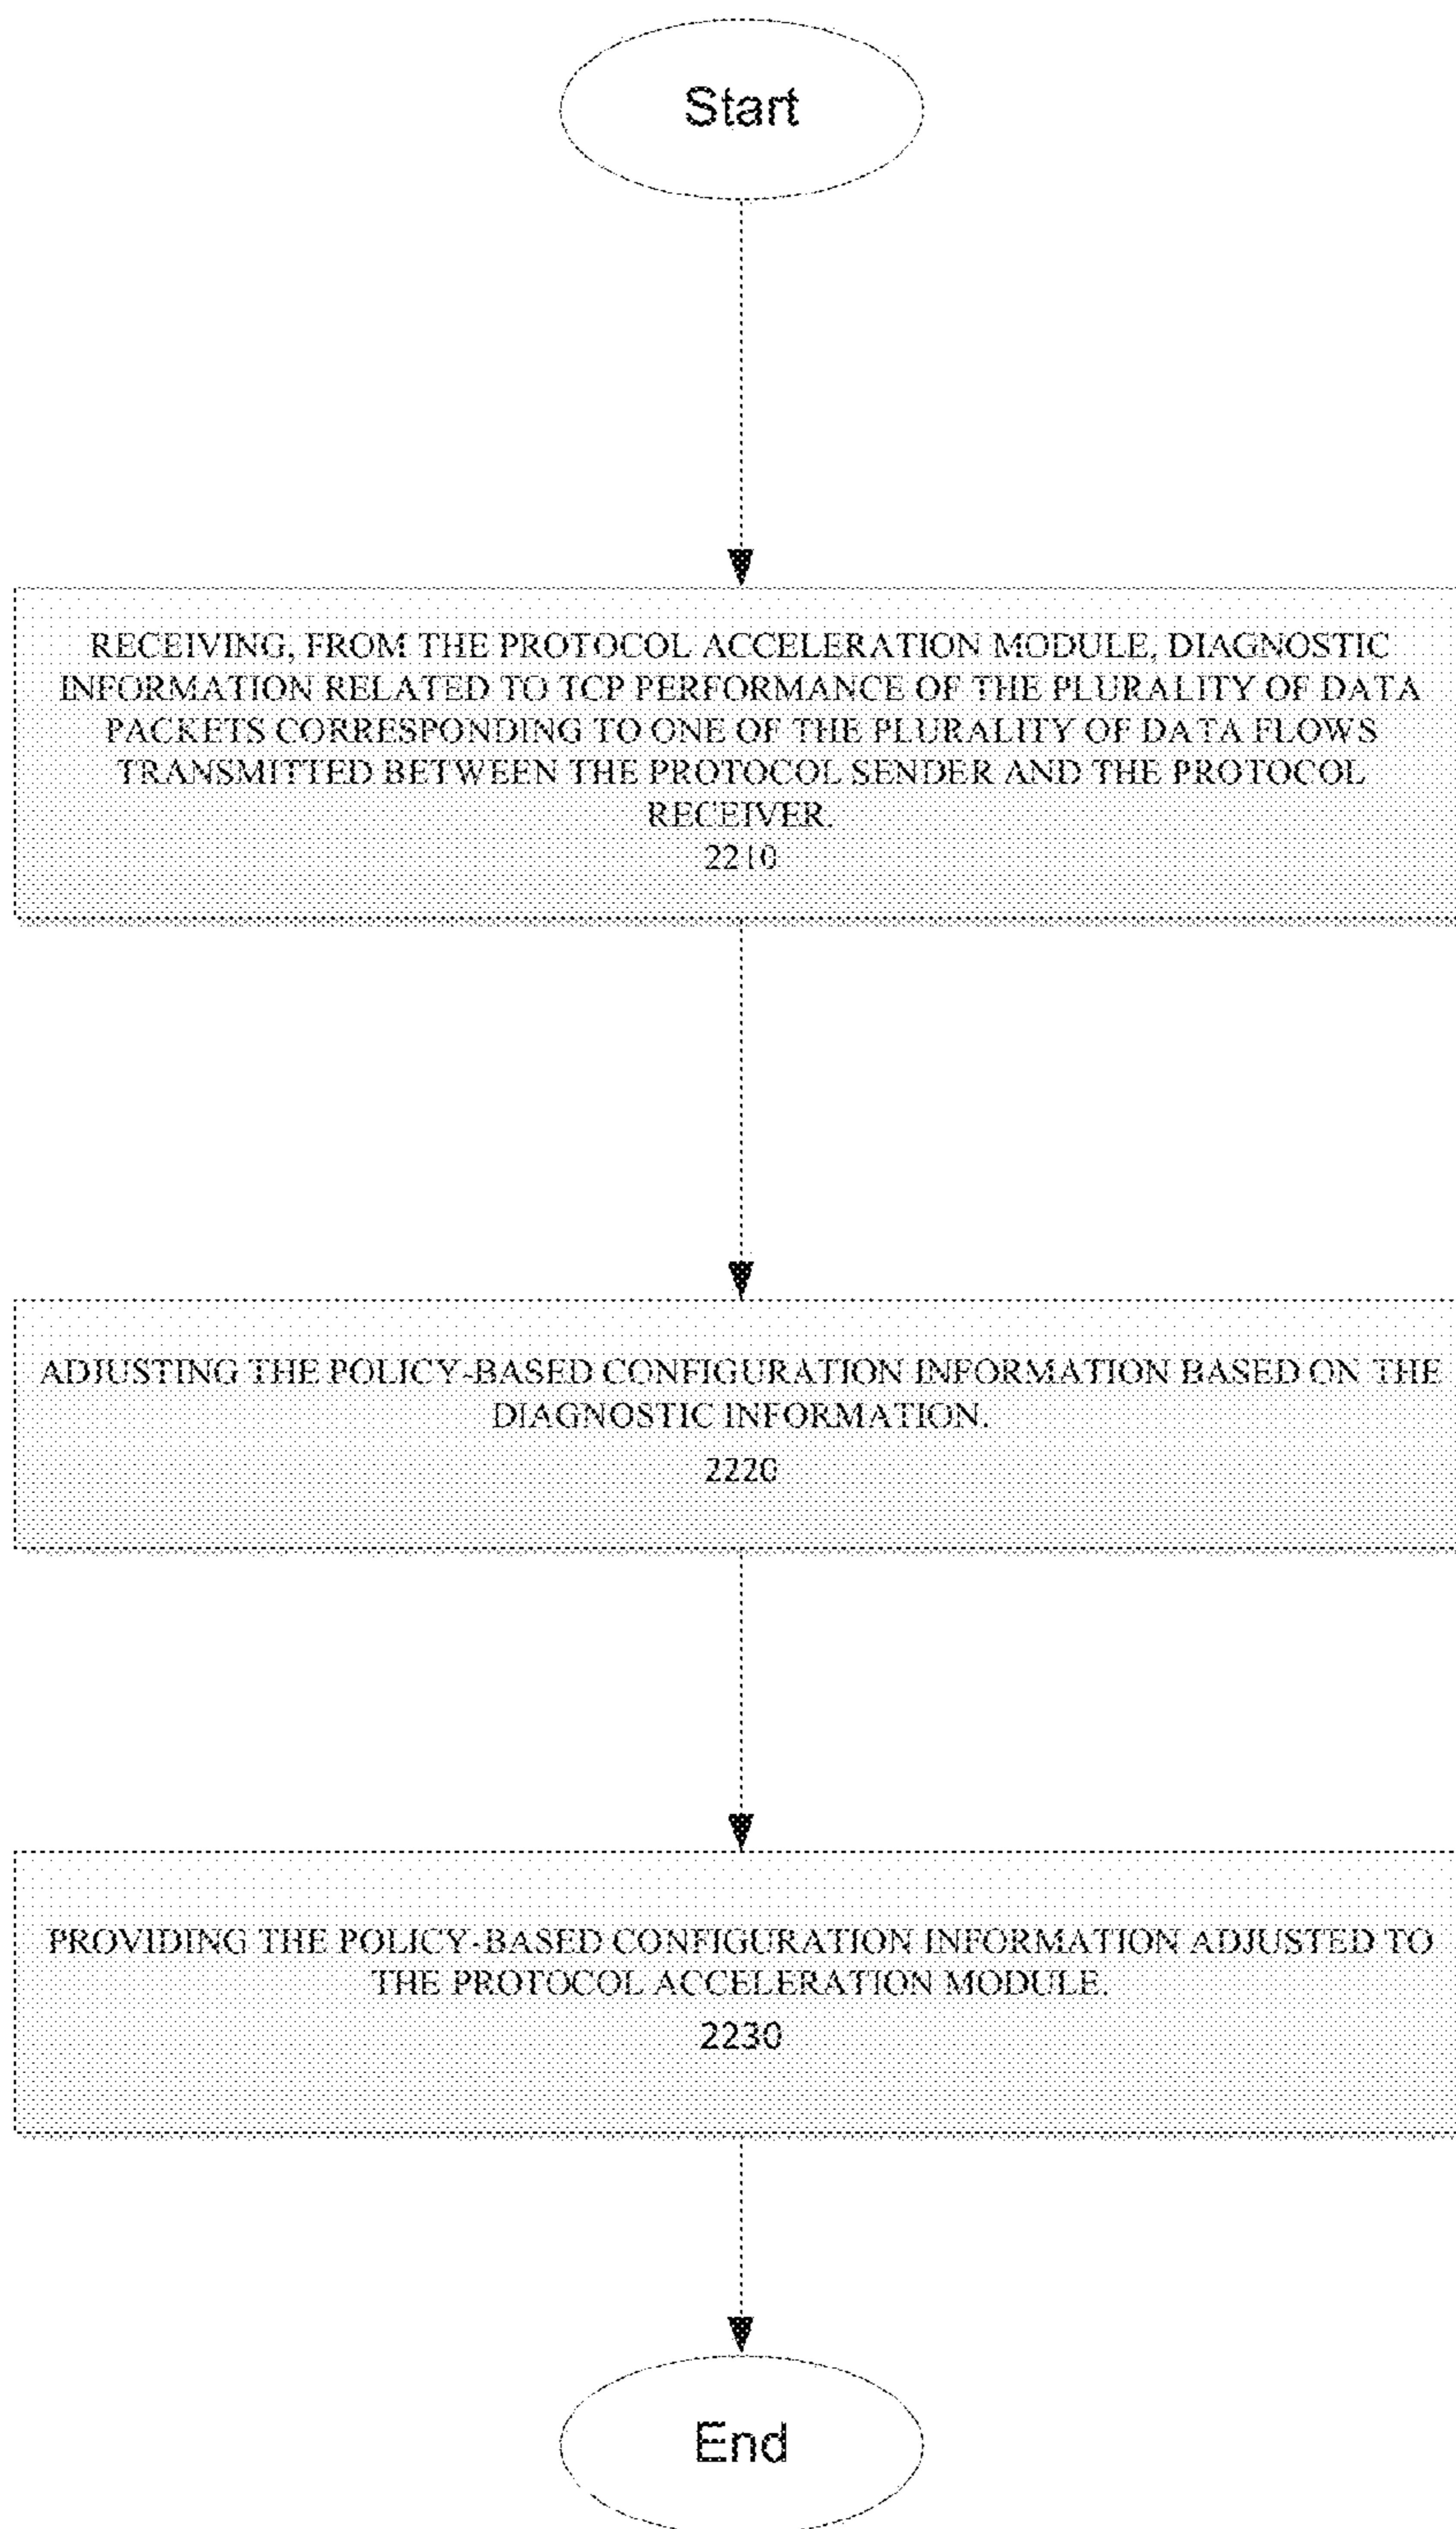 Start
RECEIVING, FROM THE PROTOCOL ACCELERATION MODULE, DIAGNOSTIC
INFORMATION RELATED TO TCP PERFORMANCE OF THE PLURALITY OF DATA
PACKETS CORRESPONDING TO ONE OF THE PLURALITY OF DATA FLOWS
TRANSMITTED BETWEEN THE PROTOCOL SENDER AND THE PROTOCOL
RECEIVER.
2210
ADJUSTING THE POLICY-BASED CONFIGURATION INFORMATION BASED ON THE
DIAGNOSTIC INFORMATION.
2220
PROVIDING THE POLICY-BASED CONFIGURATION INFORMATION ADJUSTED TO
THE PROTOCOL ACCELERATION MODULE.
2230
End